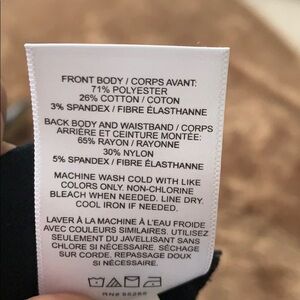 FRONT BODY / CORPS AVANT:
71% POLYESTER
26% COTTON / COTON
3% SPANDEX / FIBRE ÉLASTHANNE
BACK BODY AND WAISTBAND / CORPS
ARRIÈRE ET CEINTURE MONTÉE:
65% RAYON / RAYONNE
30% NYLON
5% SPANDEX / FIBRE ÉLASTHANNE
MACHINE WASH COLD WITH LIKE
COLORS ONLY. NON-CHLORINE
BLEACH WHEN NEEDED. LINE DRY.
COOL IRON IF NEEDED.
LAVER À LA MACHINE À L'EAU FROIDE
AVEC COULEURS SIMILAIRES. UTILISEZ
SEULEMENT DU JAVELLISANT SANS
CHLORE SI NÉCESSAIRE. SÉCHAGE
SUR CORDE. REPASSAGE DOUX
SI NÉCESSAIRE.
RN#